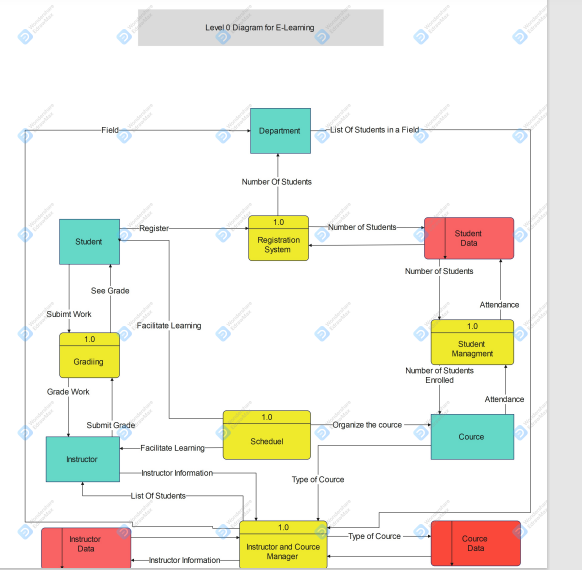 Level 0 Diagram for E-Learning
Field
Department
List Of Students in a Field
Number Of Students
1.0
Registration
System
Register
Number of Students
Student
Data
Student
See Grade
Number of Students
Attendance
Subimt Work
Facilitate Learning
1.0
Gradiing
1.0
Student
Managment
Number of Students
Enrolled
Grade Work
Attendance
Submit Grade
1.0
Scheduel
Organize the cource
Cource
Facilitate Learning
Instructor
Instructor Information
Type of Cource
List Of Students
1.0
Instructor and Cource
Manager
Instructor
Data
Type of Cource
Cource
Data
Instructor Information